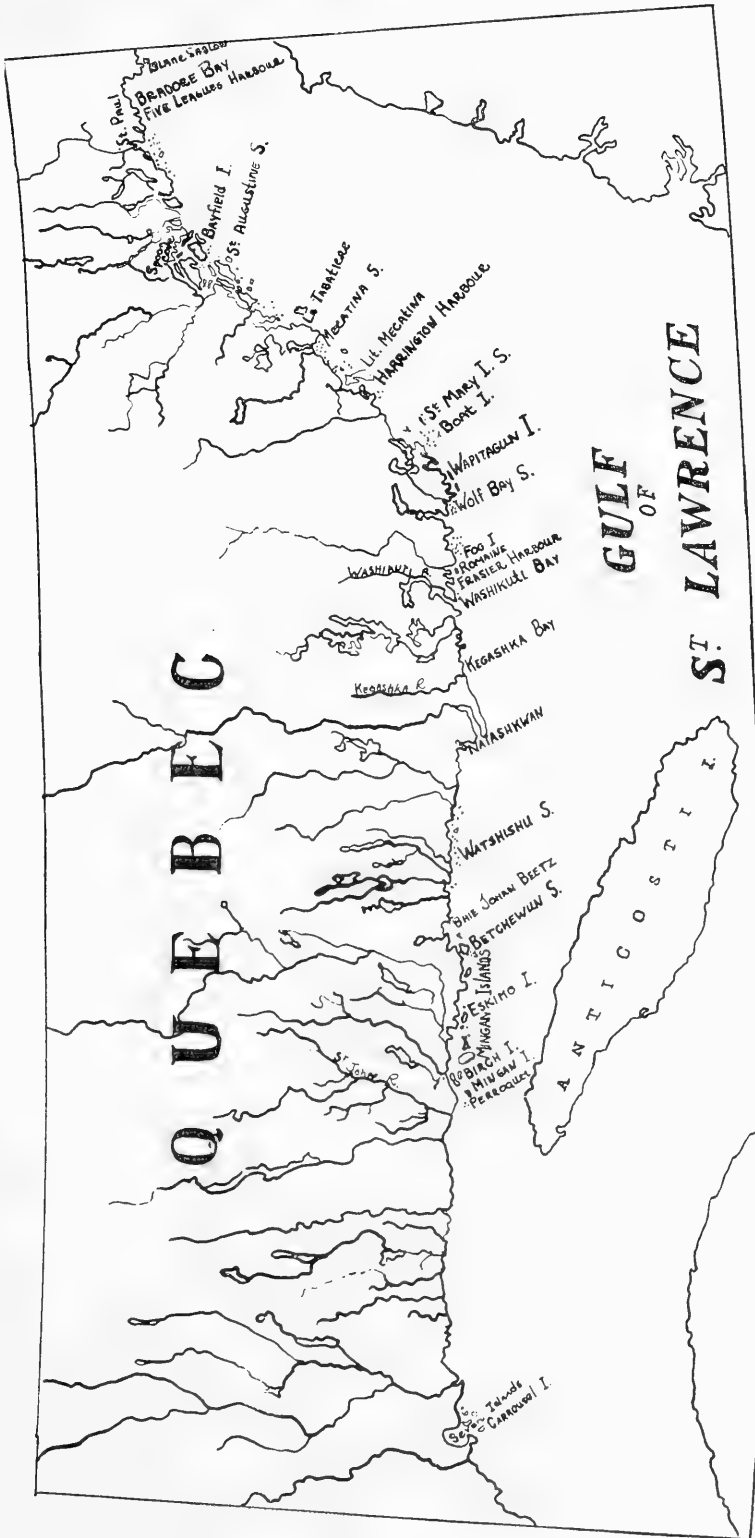 QUEBEC
GULF
OF
ST LAWRENCE
ANTICOSTI
Seven Islands
CARROUSEL I.
ST JOHN R.
PERROQUET
MINGAN I.
BIRCH I.
MINGAN ISLANDS
ESKIMO I.
BETCHEWUN S.
JOHAN BEETZ
WATSHISHU S.
NATASHKWAN
KEGASHKA R
KEGASHKA BAY
WASHIKUTI R.
WASHIKUTI BAY
FRASIER HARBOUR
ROMAINE
FOG I
WOLF BAY S.
WAPITAGUN I.
BOAT I.
ST MARY I. S.
HARRINGTON HARBOUR
LIT. MECATINA
MECATINA S.
LA TABATIERE
ST AUGUSTINE S.
BAYFIELD I.
FIVE LEAGUES HARBOUR
BRADORE BAY
ST. PAUL
BLANC SABLON